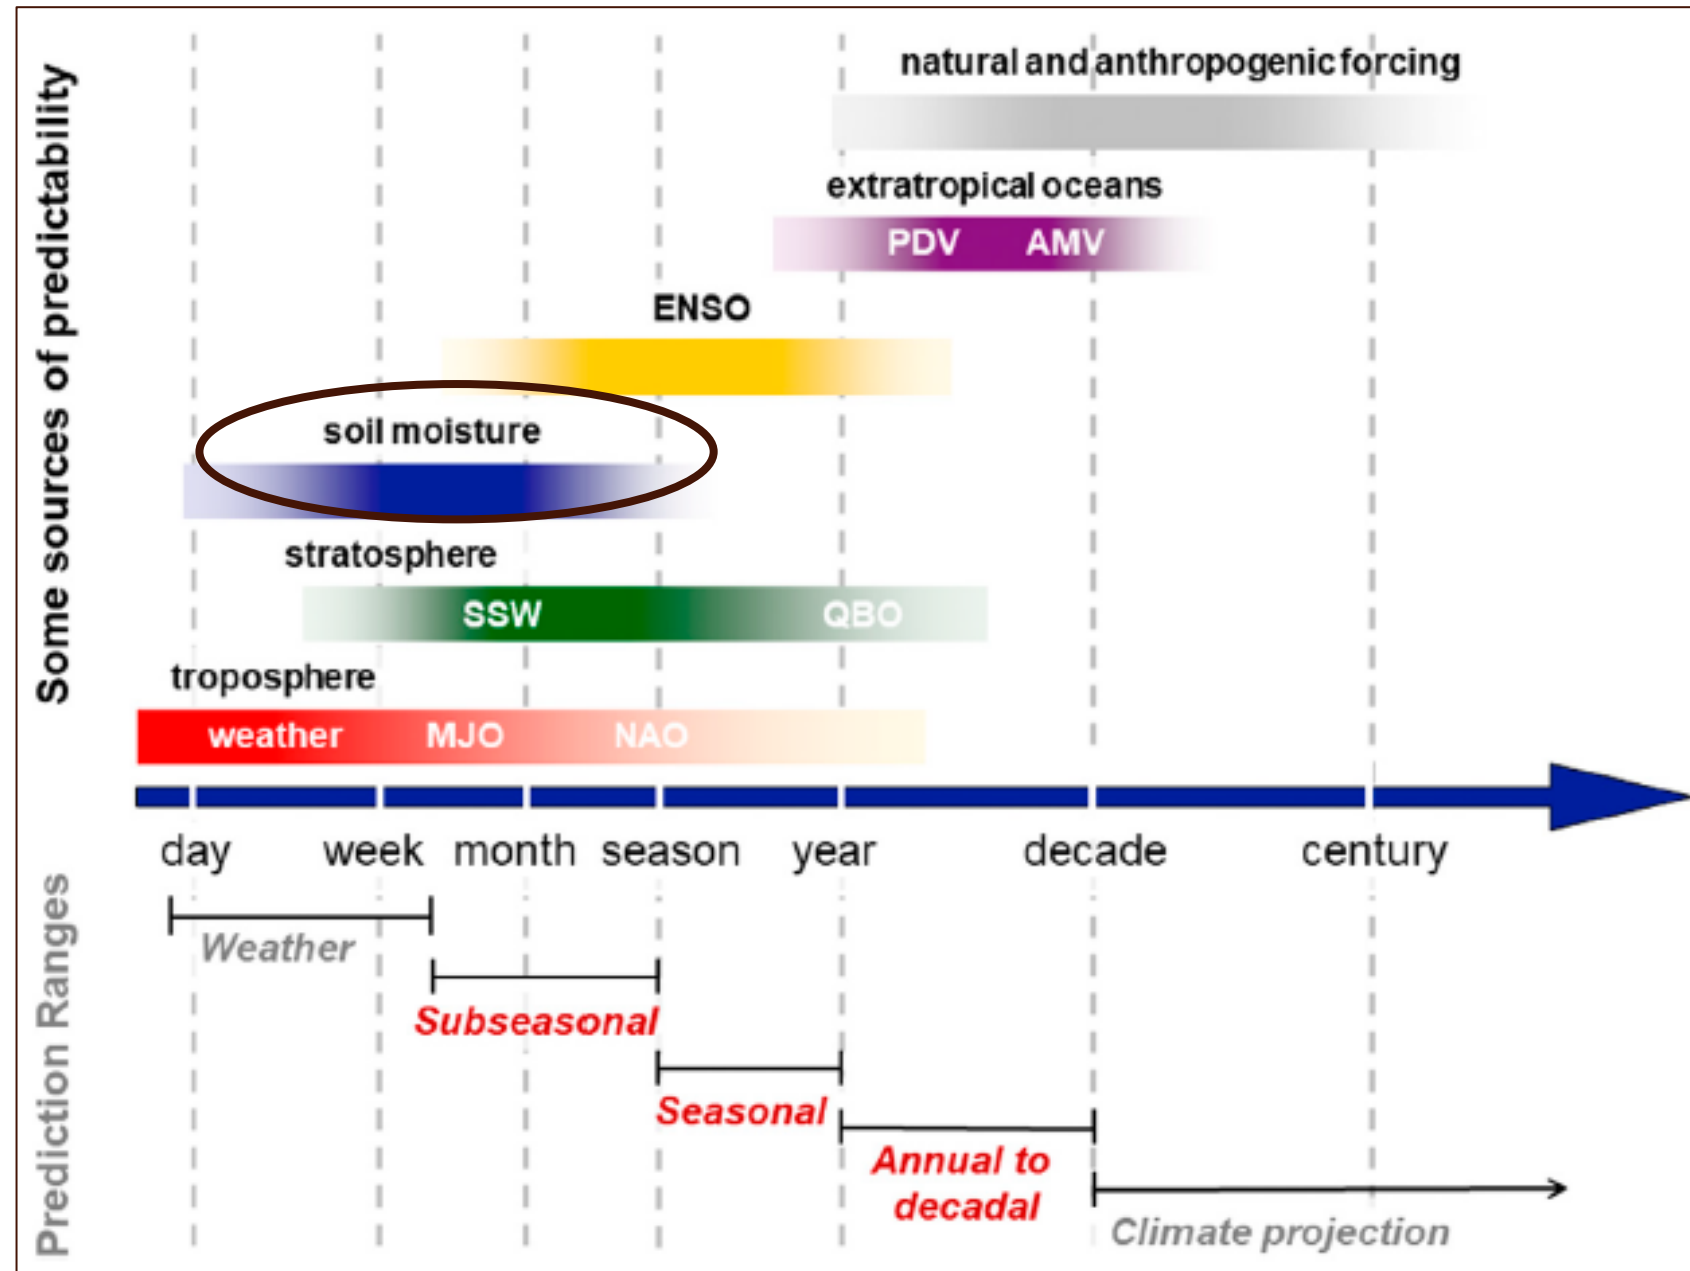 Some sources of predictability
natural and anthropogenic forcing
extratropical oceans
PDV AMV
ENSO
soil moisture
stratosphere
SSW QBO
troposphere
weather MJO NAO
day week month season year decade century
Prediction Ranges
Weather
Subseasonal
Seasonal
Annual to
decadal
Climate projection